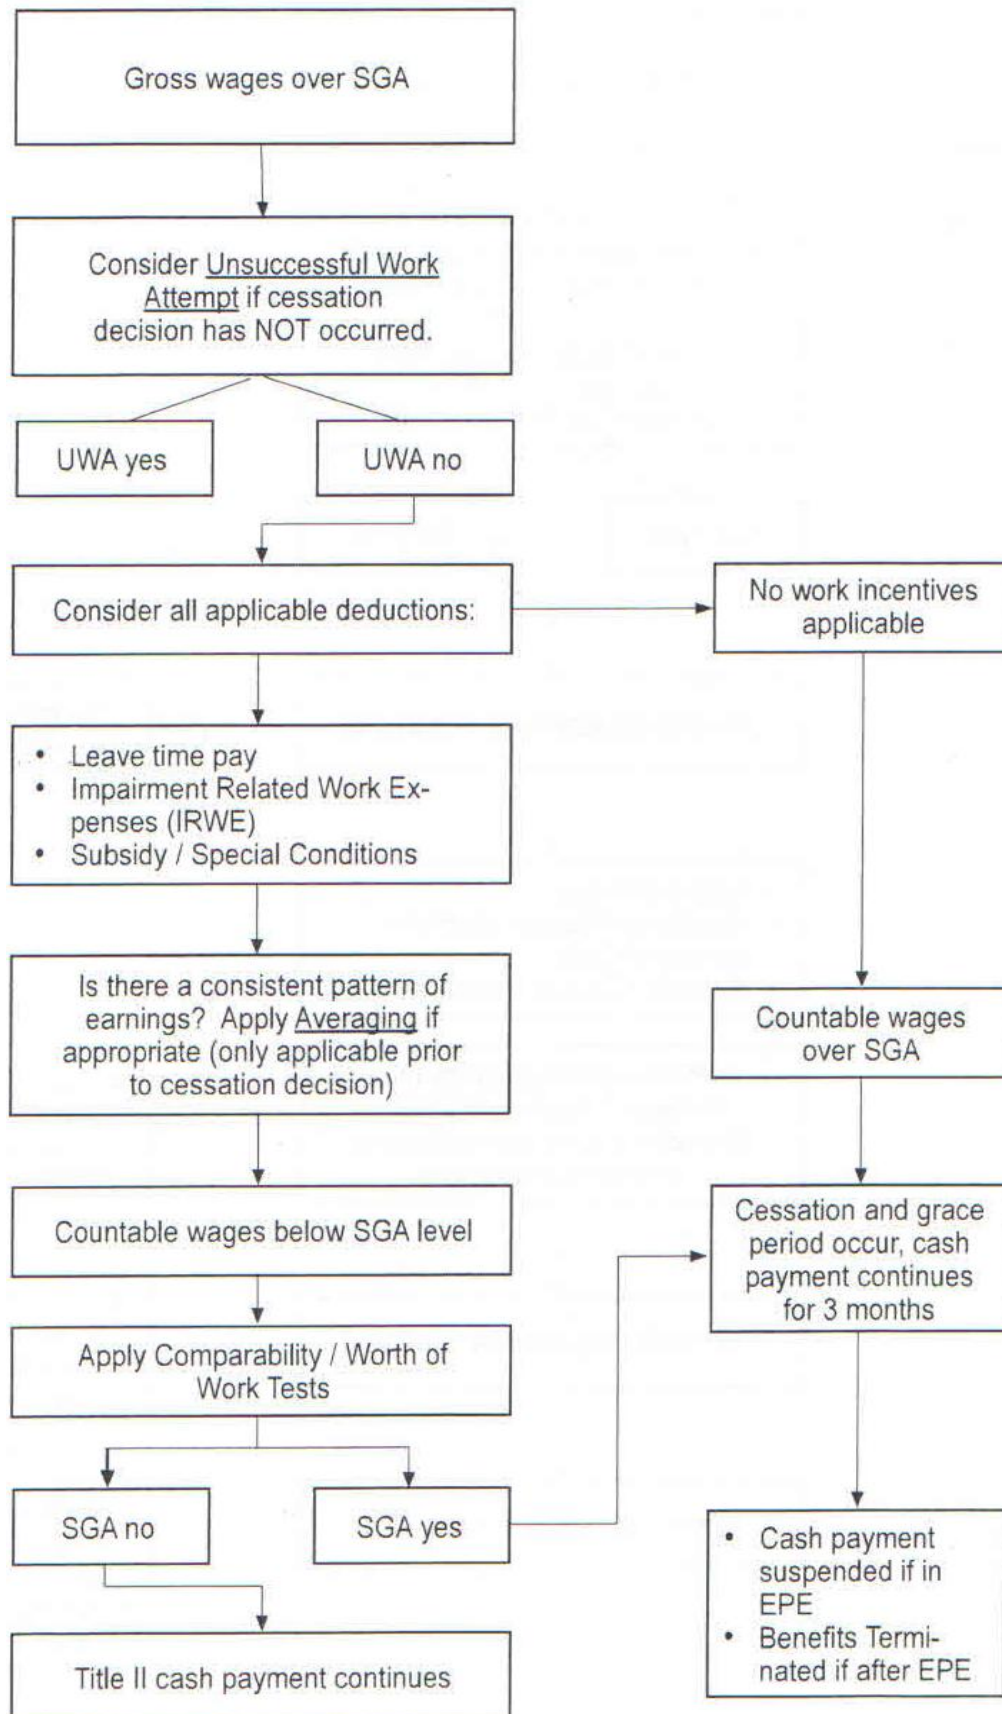 Gross wages over SGA
Consider Unsuccessful Work
Attempt if cessation
decision has NOT occurred.
UWA yes
UWA no
Consider all applicable deductions:
No work incentives
applicable
• Leave time pay
• Impairment Related Work Ex-
penses (IRWE)
• Subsidy / Special Conditions
Is there a consistent pattern of
earnings? Apply Averaging if
appropriate (only applicable prior
to cessation decision)
Countable wages
over SGA
Countable wages below SGA level
Cessation and grace
period occur, cash
payment continues
for 3 months
Apply Comparability / Worth of
Work Tests
SGA no
SGA yes
• Cash payment
suspended if in
EPE
• Benefits Termi-
nated if after EPE
Title II cash payment continues